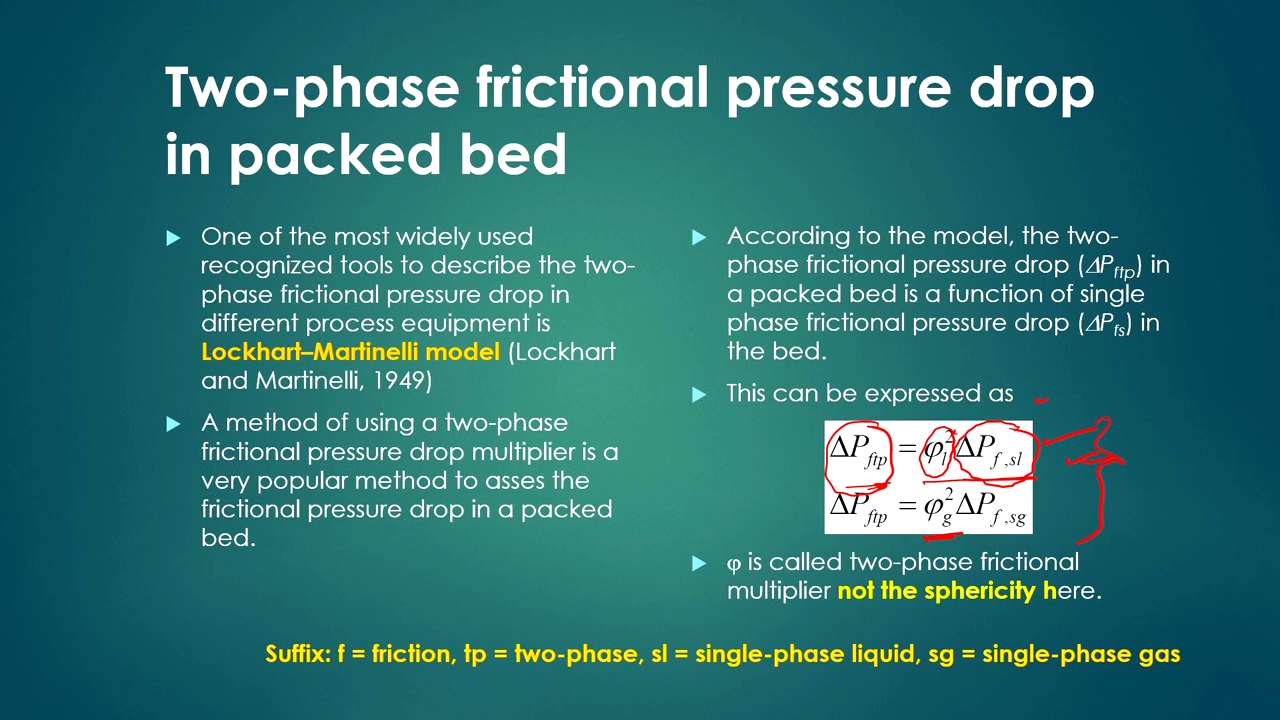 Two-phase frictional pressure drop
in packed bed
One of the most widely used
recognized tools to describe the two-
phase frictional pressure drop in
different process equipment is
Lockhart–Martinelli model (Lockhart
and Martinelli, 1949)
A method of using a two-phase
frictional pressure drop multiplier is a
very popular method to asses the
frictional pressure drop in a packed
bed.
According to the model, the two-
phase frictional pressure drop (ΔP_ftp) in
a packed bed is a function of single
phase frictional pressure drop (ΔP_fs) in
the bed.
This can be expressed as
ΔP_ftp = φ_l^2 ΔP_f,sl
ΔP_ftp = φ_g^2 ΔP_f,sg
φ is called two-phase frictional
multiplier not the sphericity here.
Suffix: f = friction, tp = two-phase, sl = single-phase liquid, sg = single-phase gas